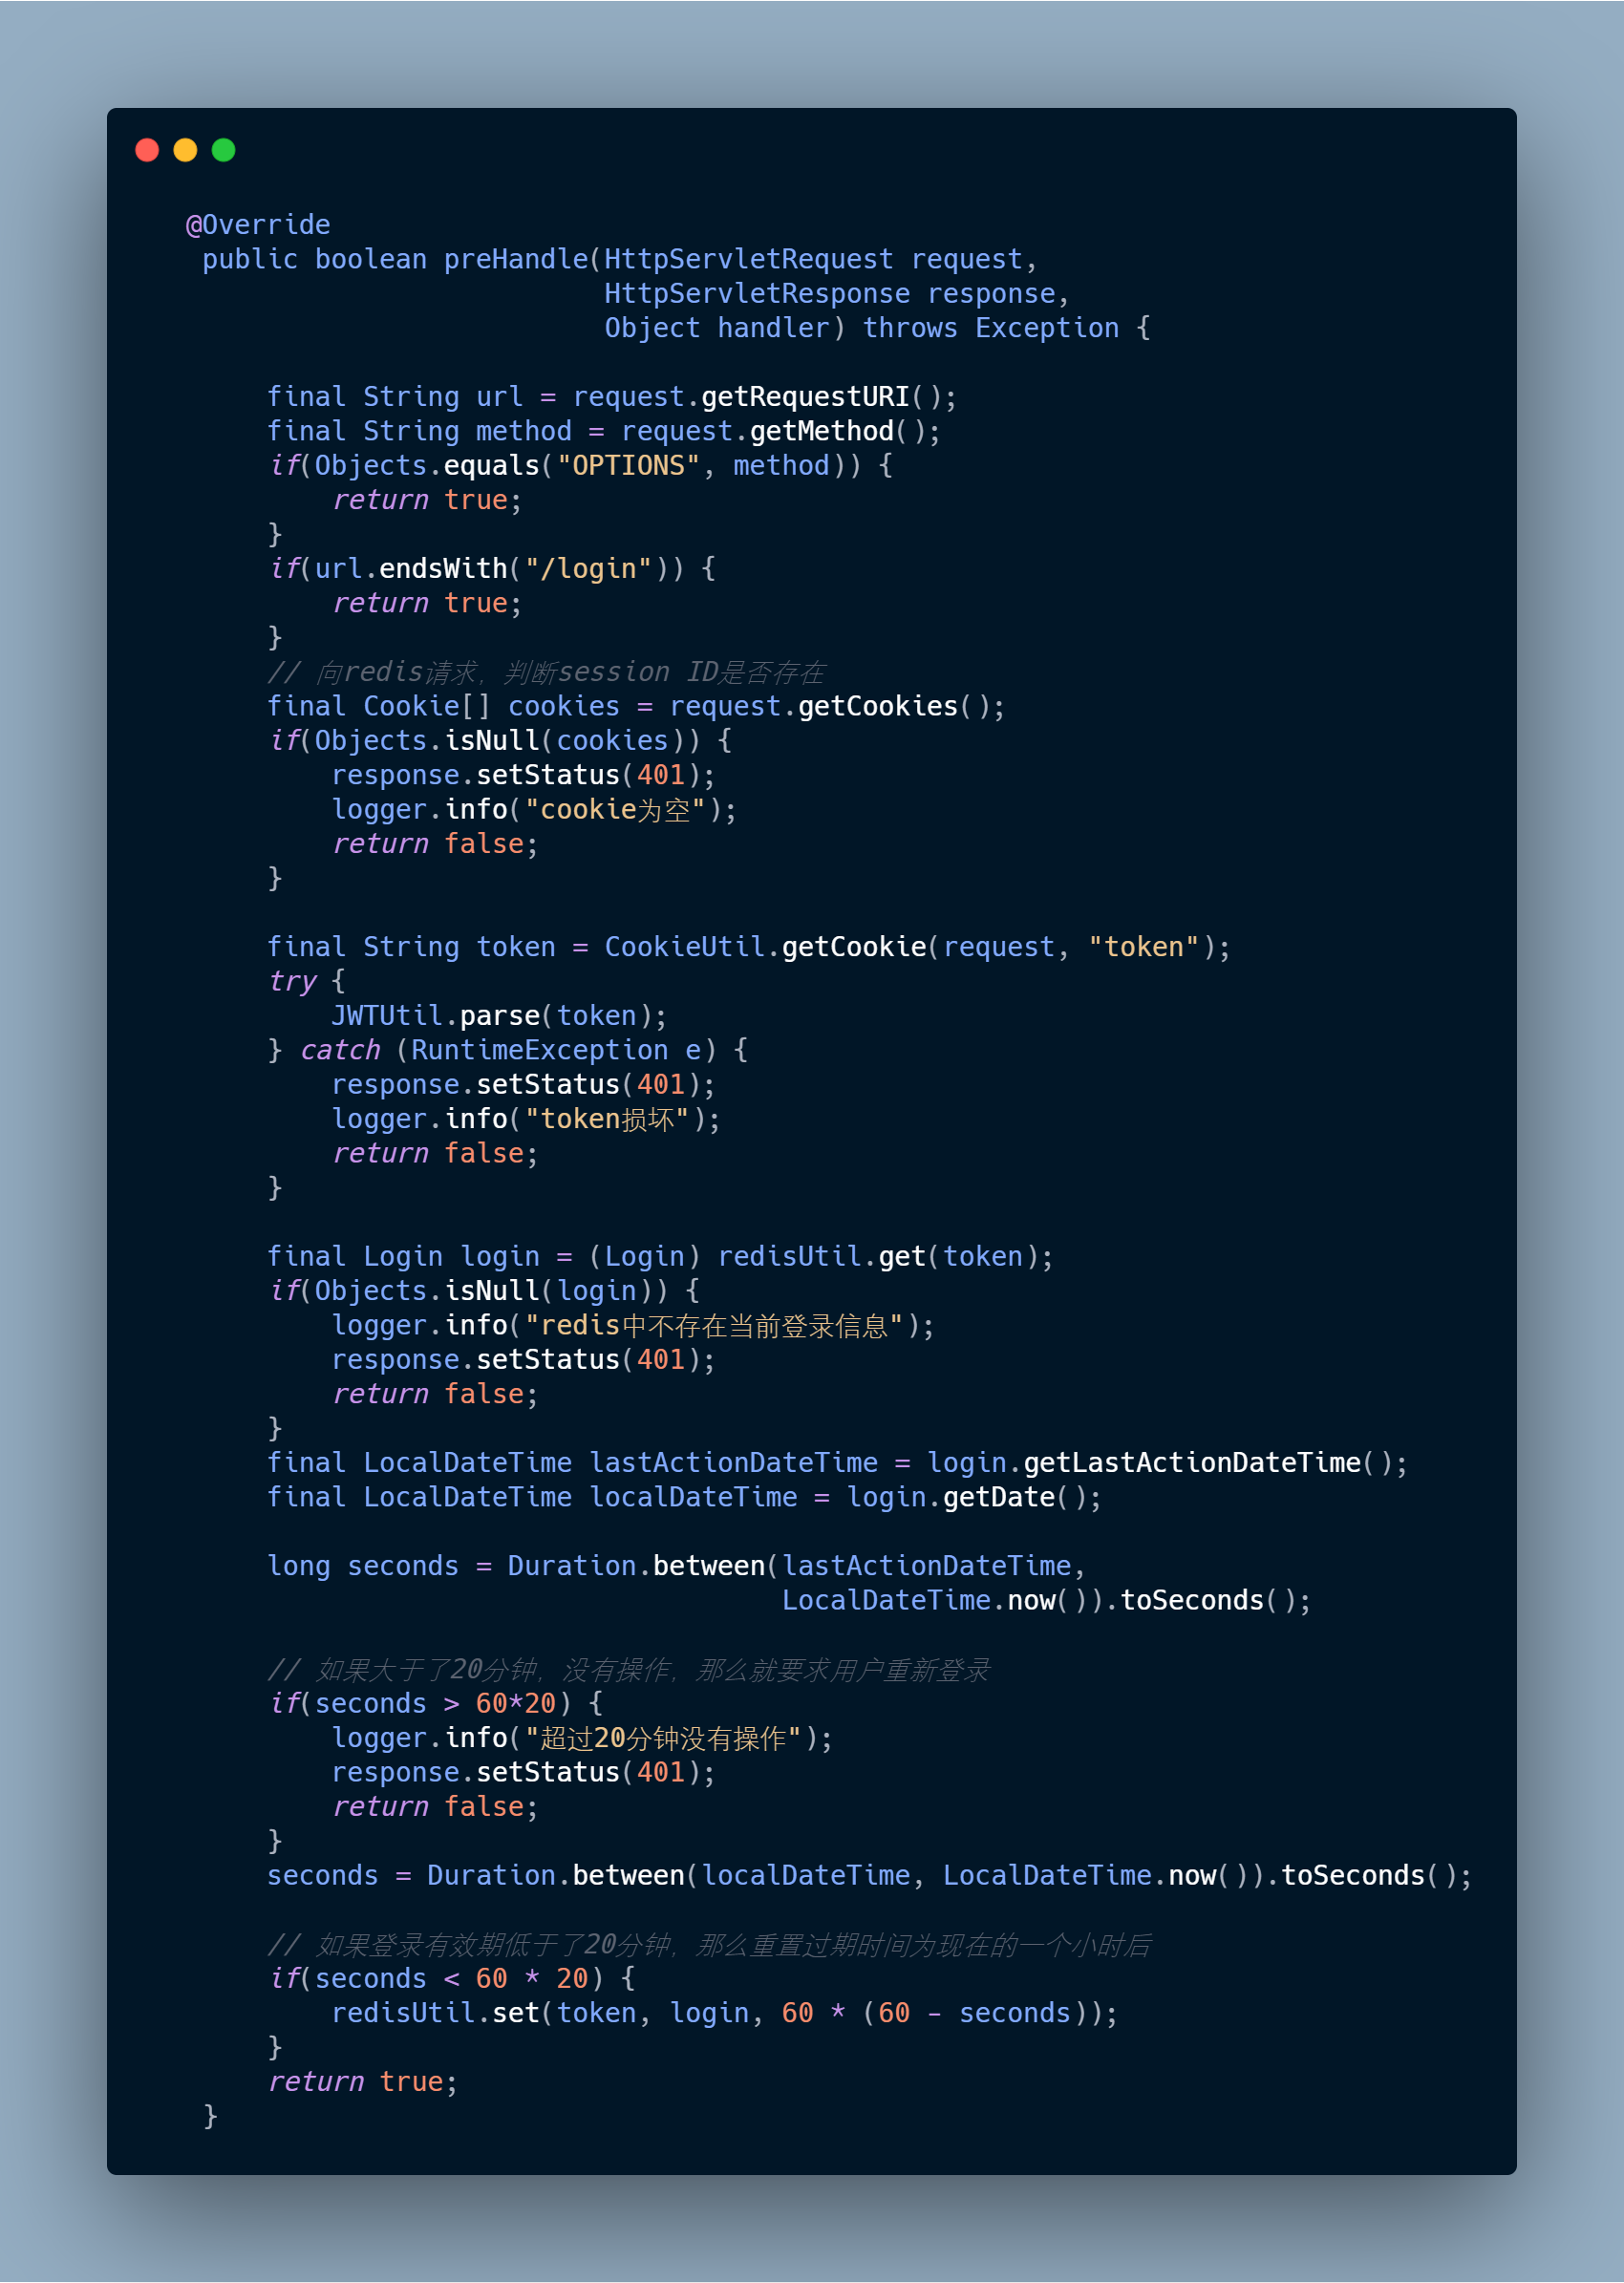 @Override
public boolean preHandle(HttpServletRequest request,
HttpServletResponse response,
Object handler) throws Exception {
final String url = request.getRequestURI();
final String method = request.getMethod();
if(Objects.equals("OPTIONS", method)) {
return true;
}
if(url.endsWith("/login")) {
return true;
}
// 向redis请求，判断session ID是否存在
final Cookie[] cookies = request.getCookies();
if(Objects.isNull(cookies)) {
response.setStatus(401);
logger.info("cookie为空");
return false;
}
final String token = CookieUtil.getCookie(request, "token");
try {
JWTUtil.parse(token);
} catch (RuntimeException e) {
response.setStatus(401);
logger.info("token损坏");
return false;
}
final Login login = (Login) redisUtil.get(token);
if(Objects.isNull(login)) {
logger.info("redis中不存在当前登录信息");
response.setStatus(401);
return false;
}
final LocalDateTime lastActionDateTime = login.getLastActionDateTime();
final LocalDateTime localDateTime = login.getDate();
long seconds = Duration.between(lastActionDateTime,
LocalDateTime.now()).toSeconds();
// 如果大于了20分钟，没有操作，那么就要求用户重新登录
if(seconds > 60*20) {
logger.info("超过20分钟没有操作");
response.setStatus(401);
return false;
}
seconds = Duration.between(localDateTime, LocalDateTime.now()).toSeconds();
// 如果登录有效期低于了20分钟，那么重置过期时间为现在的一个小时后
if(seconds < 60 * 20) {
redisUtil.set(token, login, 60 * (60 - seconds));
}
return true;
}